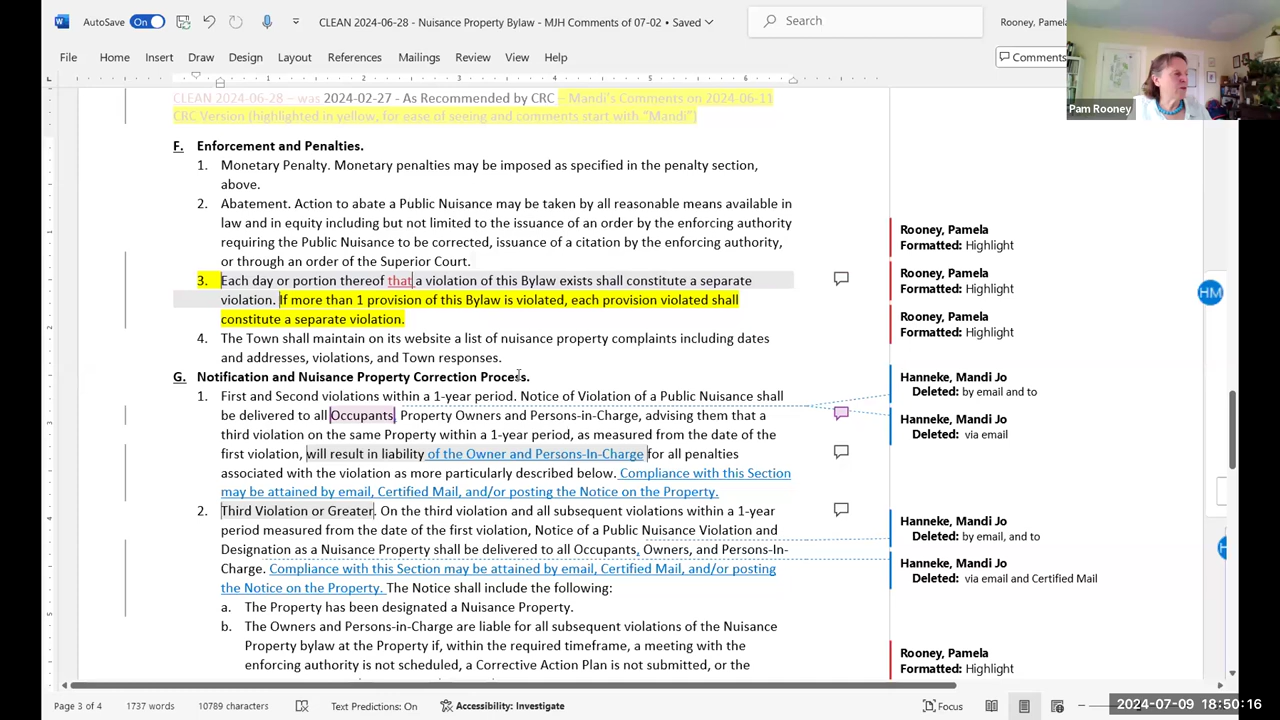 AutoSave On CLEAN 2024-06-28 - Nuisance Property Bylaw - MJH Comments of 07-02 • Saved Search Rooney, Pamela
File Home Insert Draw Design Layout References Mailings Review View Help Comments
Pam Rooney
1 2 3 4 5 6 7
CLEAN 2024-06-28 – was 2024-02-27 - As Recommended by CRC – Mandi's Comments on 2024-06-11
CRC Version (highlighted in yellow, for ease of seeing and comments start with "Mandi")
F. Enforcement and Penalties.
1. Monetary Penalty. Monetary penalties may be imposed as specified in the penalty section,
above.
2. Abatement. Action to abate a Public Nuisance may be taken by all reasonable means available in
law and in equity including but not limited to the issuance of an order by the enforcing authority
requiring the Public Nuisance to be corrected, issuance of a citation by the enforcing authority,
or through an order of the Superior Court.
3. Each day or portion thereof that a violation of this Bylaw exists shall constitute a separate
violation. If more than 1 provision of this Bylaw is violated, each provision violated shall
constitute a separate violation.
4. The Town shall maintain on its website a list of nuisance property complaints including dates
and addresses, violations, and Town responses.
G. Notification and Nuisance Property Correction Process.
1. First and Second violations within a 1-year period. Notice of Violation of a Public Nuisance shall
be delivered to all Occupants, Property Owners and Persons-in-Charge, advising them that a
third violation on the same Property within a 1-year period, as measured from the date of the
first violation, will result in liability of the Owner and Persons-In-Charge for all penalties
associated with the violation as more particularly described below. Compliance with this Section
may be attained by email, Certified Mail, and/or posting the Notice on the Property.
2. Third Violation or Greater. On the third violation and all subsequent violations within a 1-year
period measured from the date of the first violation, Notice of a Public Nuisance Violation and
Designation as a Nuisance Property shall be delivered to all Occupants, Owners, and Persons-In-
Charge. Compliance with this Section may be attained by email, Certified Mail, and/or posting
the Notice on the Property. The Notice shall include the following:
a. The Property has been designated a Nuisance Property.
b. The Owners and Persons-in-Charge are liable for all subsequent violations of the Nuisance
Property bylaw at the Property if, within the required timeframe, a meeting with the
enforcing authority is not scheduled, a Corrective Action Plan is not submitted, or the
Rooney, Pamela
Formatted: Highlight
Rooney, Pamela
Formatted: Highlight
Rooney, Pamela
Formatted: Highlight
HM
Hanneke, Mandi Jo
Deleted: by email and to
Hanneke, Mandi Jo
Deleted: via email
Hanneke, Mandi Jo
Deleted: by email, and to
Hanneke, Mandi Jo
Deleted: via email and Certified Mail
Rooney, Pamela
Formatted: Highlight
Page 3 of 4 1737 words 10789 characters Text Predictions: On Accessibility: Investigate Focus 2024-07-09 18:50:16